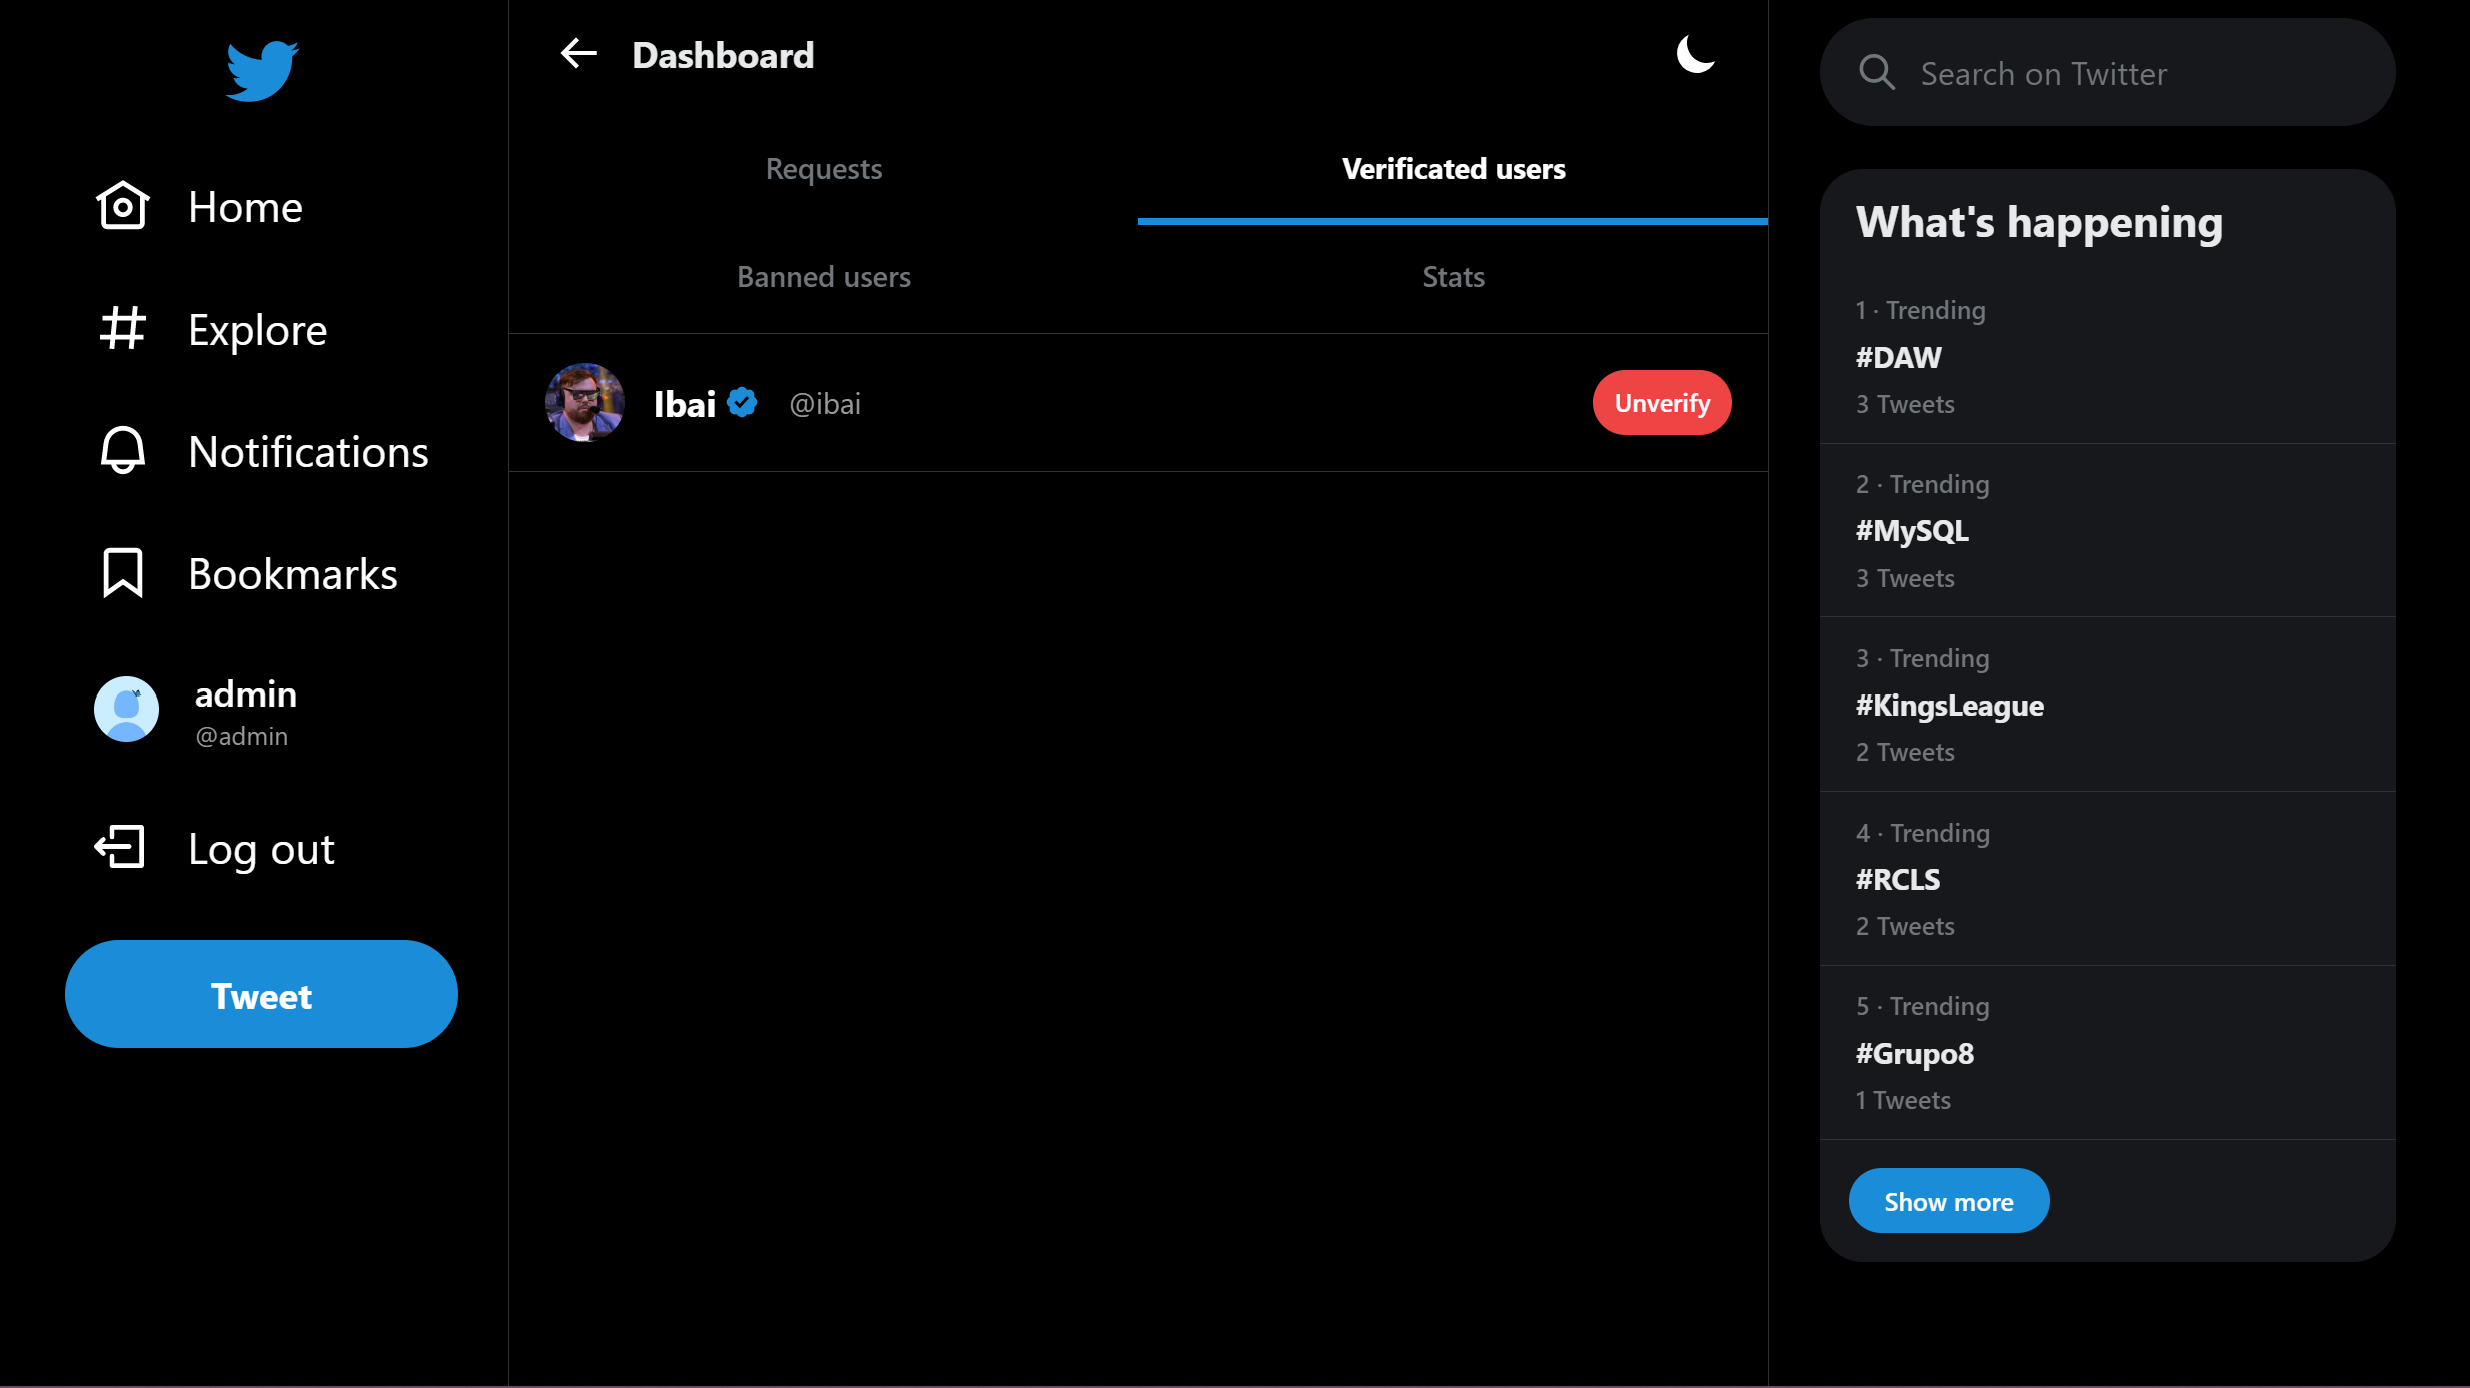 Home
Explore
Notifications
Bookmarks
admin
@admin
Log out
Tweet
Dashboard
Requests
Verificated users
Banned users
Stats
Ibai @ibai
Unverify
Search on Twitter
What's happening
1 · Trending
#DAW
3 Tweets
2 · Trending
#MySQL
3 Tweets
3 · Trending
#KingsLeague
2 Tweets
4 · Trending
#RCLS
2 Tweets
5 · Trending
#Grupo8
1 Tweets
Show more